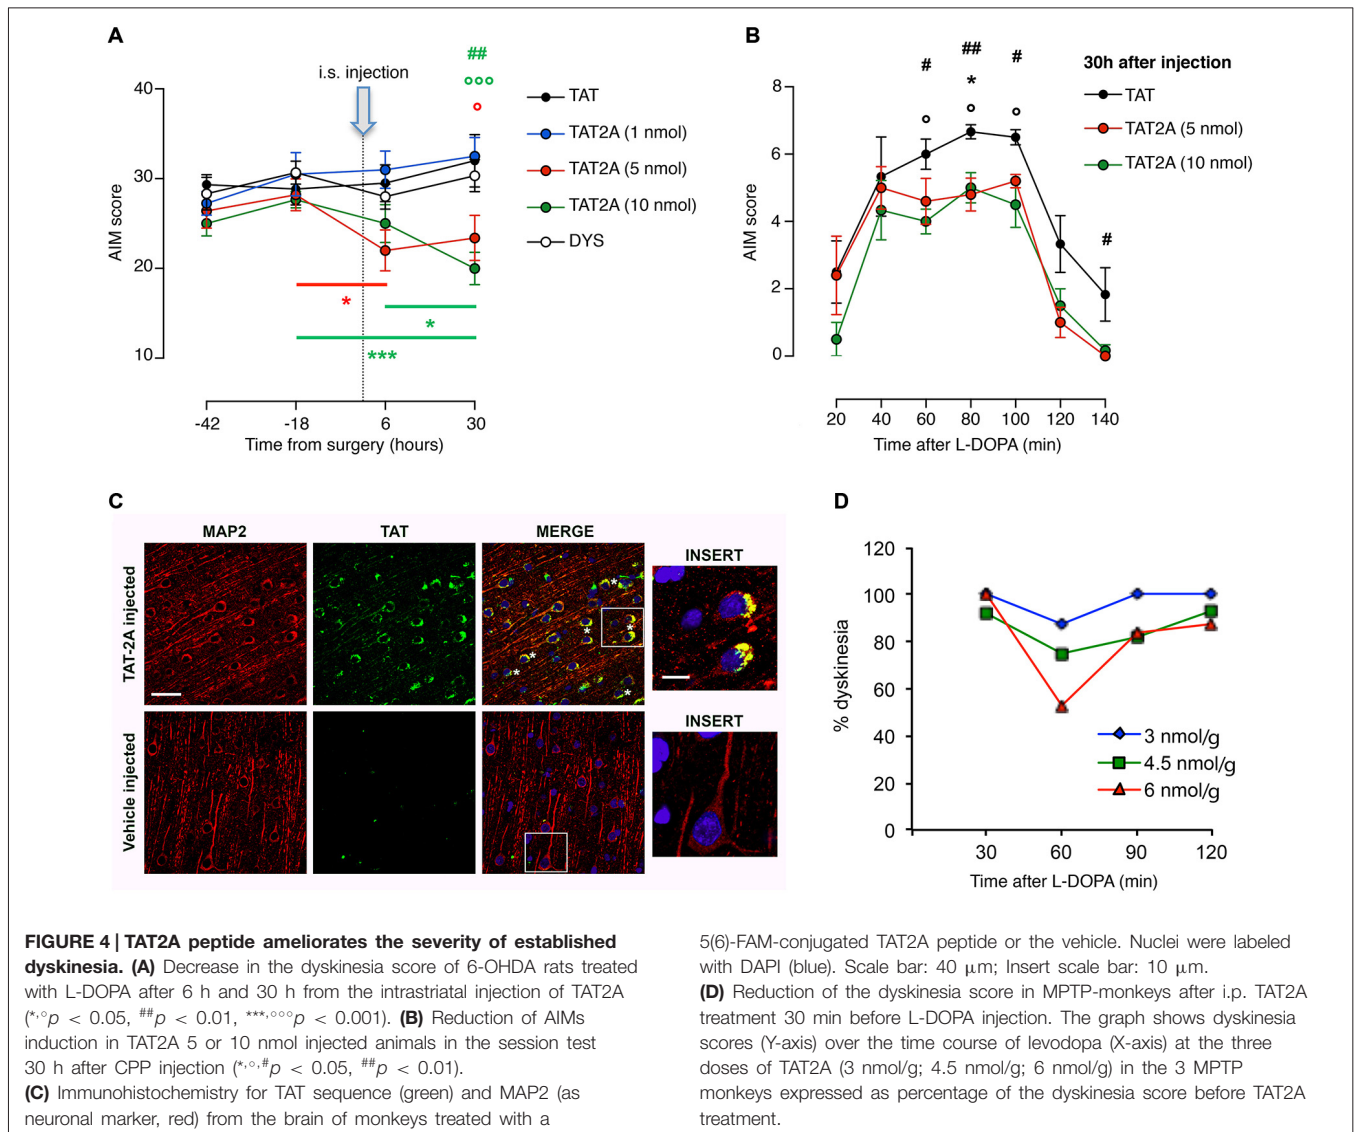 A
i.s. injection
##
°°°
°
40
30
20
10
AIM score
*
*
***
-42
-18
6
30
Time from surgery (hours)
TAT
TAT2A (1 nmol)
TAT2A (5 nmol)
TAT2A (10 nmol)
DYS
B
#
##
#
*
°
°
°
#
30h after injection
TAT
TAT2A (5 nmol)
TAT2A (10 nmol)
8
6
4
2
0
AIM score
20
40
60
80
100
120
140
Time after L-DOPA (min)
C
MAP2
TAT
MERGE
INSERT
TAT-2A injected
*
*
*
*
*
*
Vehicle injected
INSERT
D
120
100
80
60
40
20
0
% dyskinesia
3 nmol/g
4.5 nmol/g
6 nmol/g
30
60
90
120
Time after L-DOPA (min)
FIGURE 4 | TAT2A peptide ameliorates the severity of established
dyskinesia. (A) Decrease in the dyskinesia score of 6-OHDA rats treated
with L-DOPA after 6 h and 30 h from the intrastriatal injection of TAT2A
(*,°p < 0.05, ##p < 0.01, ***,°°°p < 0.001). (B) Reduction of AIMs
induction in TAT2A 5 or 10 nmol injected animals in the session test
30 h after CPP injection (*,°,#p < 0.05, ##p < 0.01).
(C) Immunohistochemistry for TAT sequence (green) and MAP2 (as
neuronal marker, red) from the brain of monkeys treated with a
5(6)-FAM-conjugated TAT2A peptide or the vehicle. Nuclei were labeled
with DAPI (blue). Scale bar: 40 μm; Insert scale bar: 10 μm.
(D) Reduction of the dyskinesia score in MPTP-monkeys after i.p. TAT2A
treatment 30 min before L-DOPA injection. The graph shows dyskinesia
scores (Y-axis) over the time course of levodopa (X-axis) at the three
doses of TAT2A (3 nmol/g; 4.5 nmol/g; 6 nmol/g) in the 3 MPTP
monkeys expressed as percentage of the dyskinesia score before TAT2A
treatment.